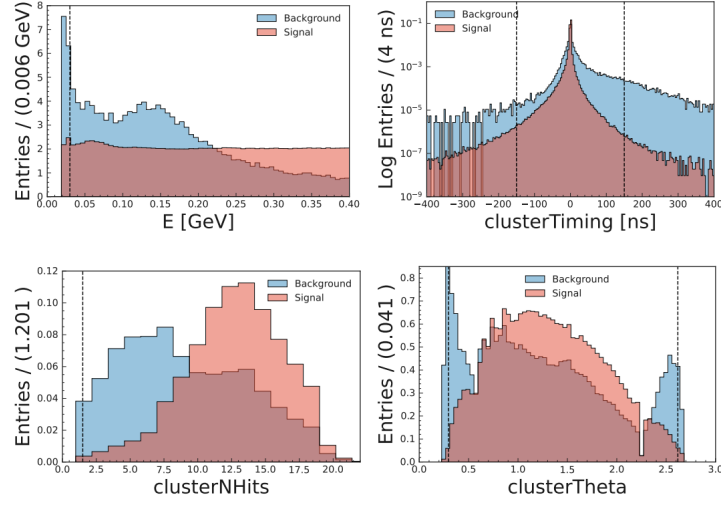 Entries / (0.006 GeV)
8
7
6
5
4
3
2
1
0
Background
Signal
0.00 0.05 0.10 0.15 0.20 0.25 0.30 0.35 0.40
E [GeV]
Log Entries / (4 ns)
10⁻¹
10⁻³
10⁻⁵
10⁻⁷
10⁻⁹
Background
Signal
−400 −300 −200 −100 0 100 200 300 400
clusterTiming [ns]
Entries / (1.201)
0.12
0.10
0.08
0.06
0.04
0.02
0.00
Background
Signal
0.0 2.5 5.0 7.5 10.0 12.5 15.0 17.5 20.0
clusterNHits
Entries / (0.041 )
0.8
0.7
0.6
0.5
0.4
0.3
0.2
0.1
0.0
Background
Signal
0.0 0.5 1.0 1.5 2.0 2.5 3.0
clusterTheta